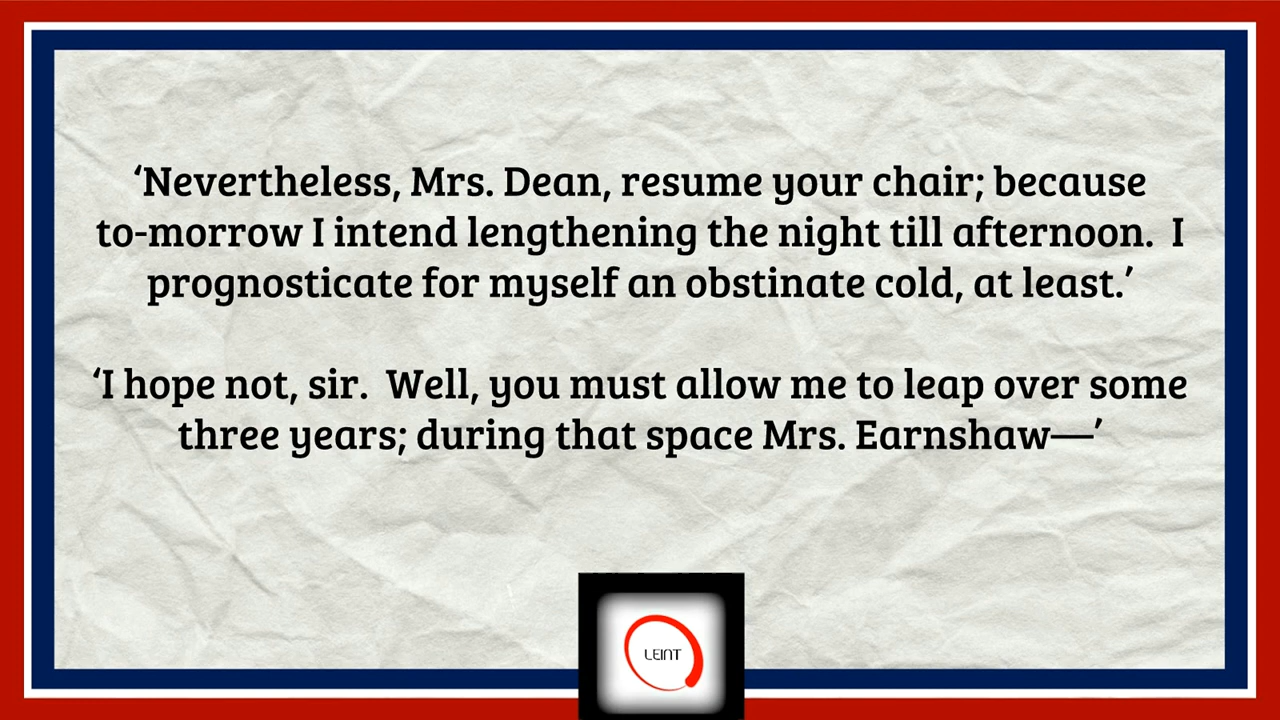 ‘Nevertheless, Mrs. Dean, resume your chair; because
to-morrow I intend lengthening the night till afternoon.  I
prognosticate for myself an obstinate cold, at least.’
‘I hope not, sir.  Well, you must allow me to leap over some
three years; during that space Mrs. Earnshaw—’
LEINT